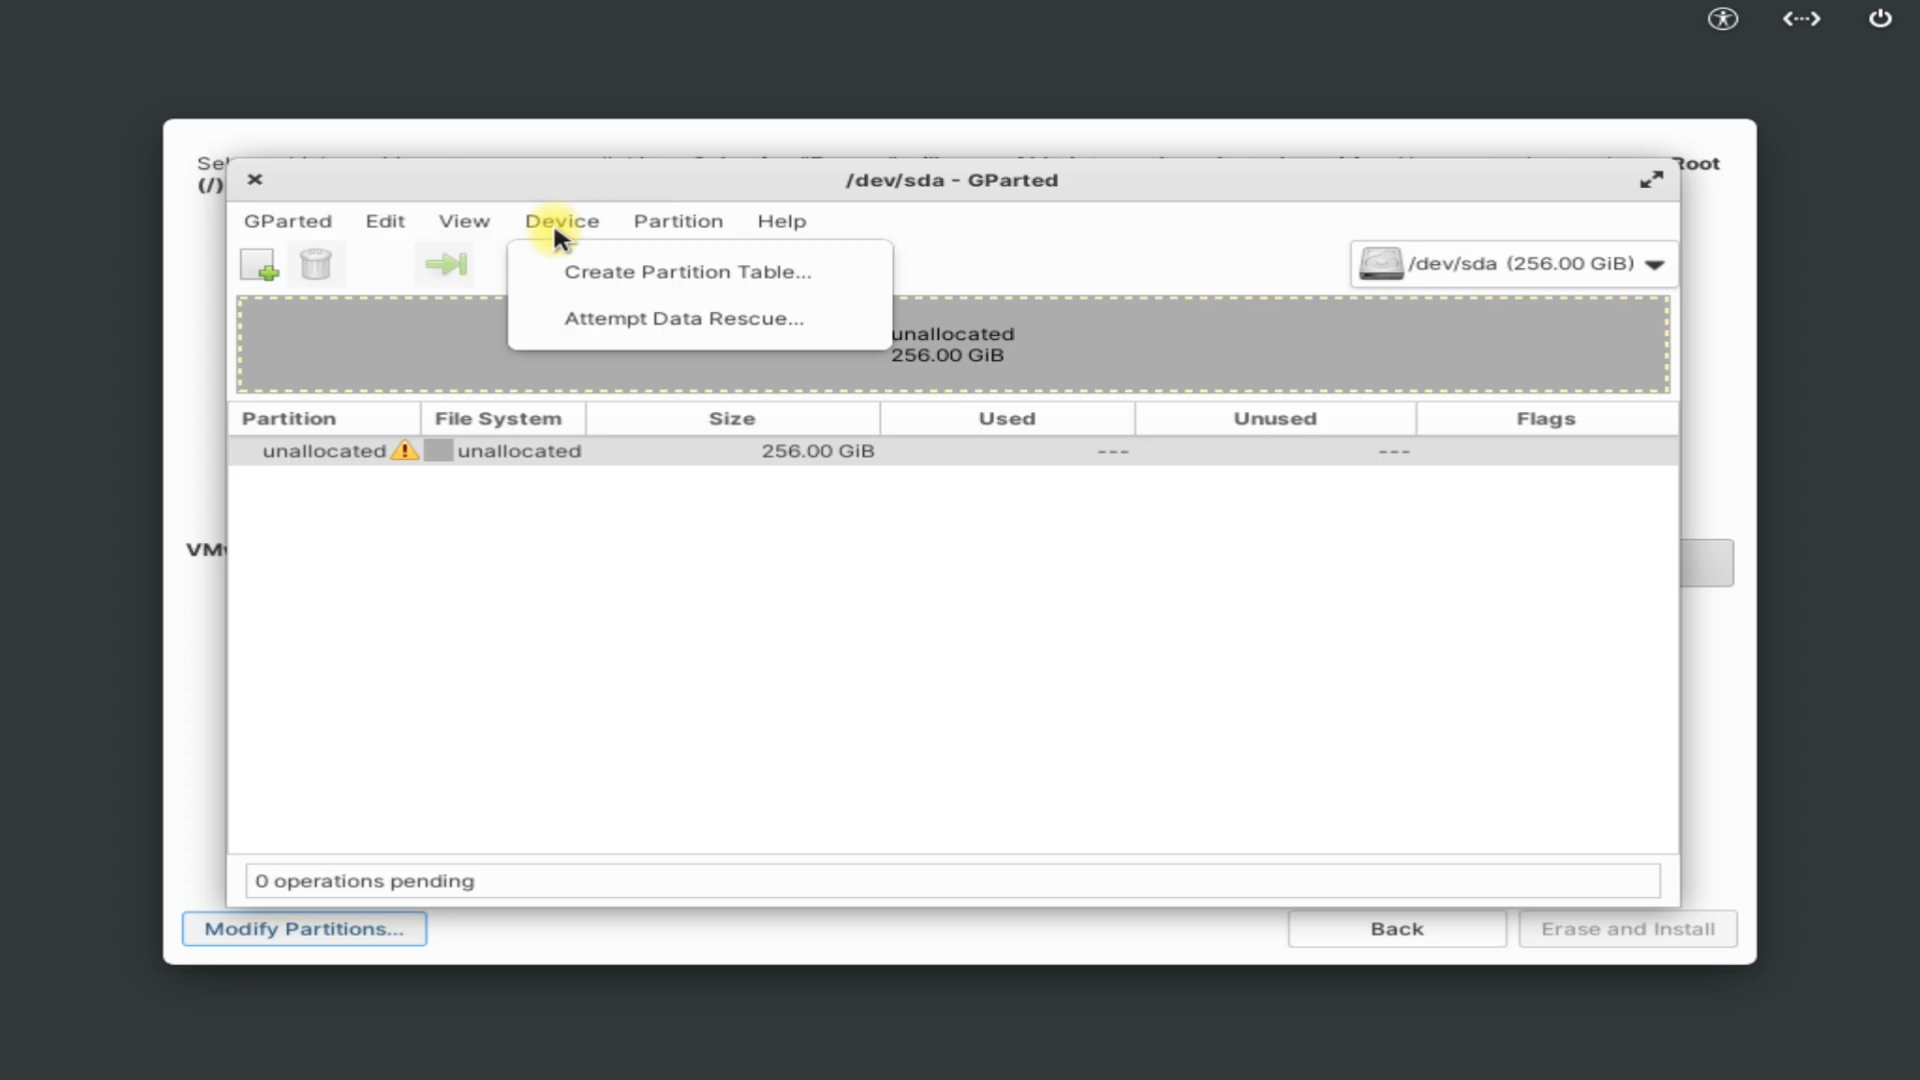 Sel
Root
(/)
/dev/sda - GParted
GParted Edit View Device Partition Help
Create Partition Table...
Attempt Data Rescue...
/dev/sda (256.00 GiB)
unallocated
256.00 GiB
Partition File System Size Used Unused Flags
unallocated unallocated 256.00 GiB --- ---
0 operations pending
Modify Partitions...
Back
Erase and Install